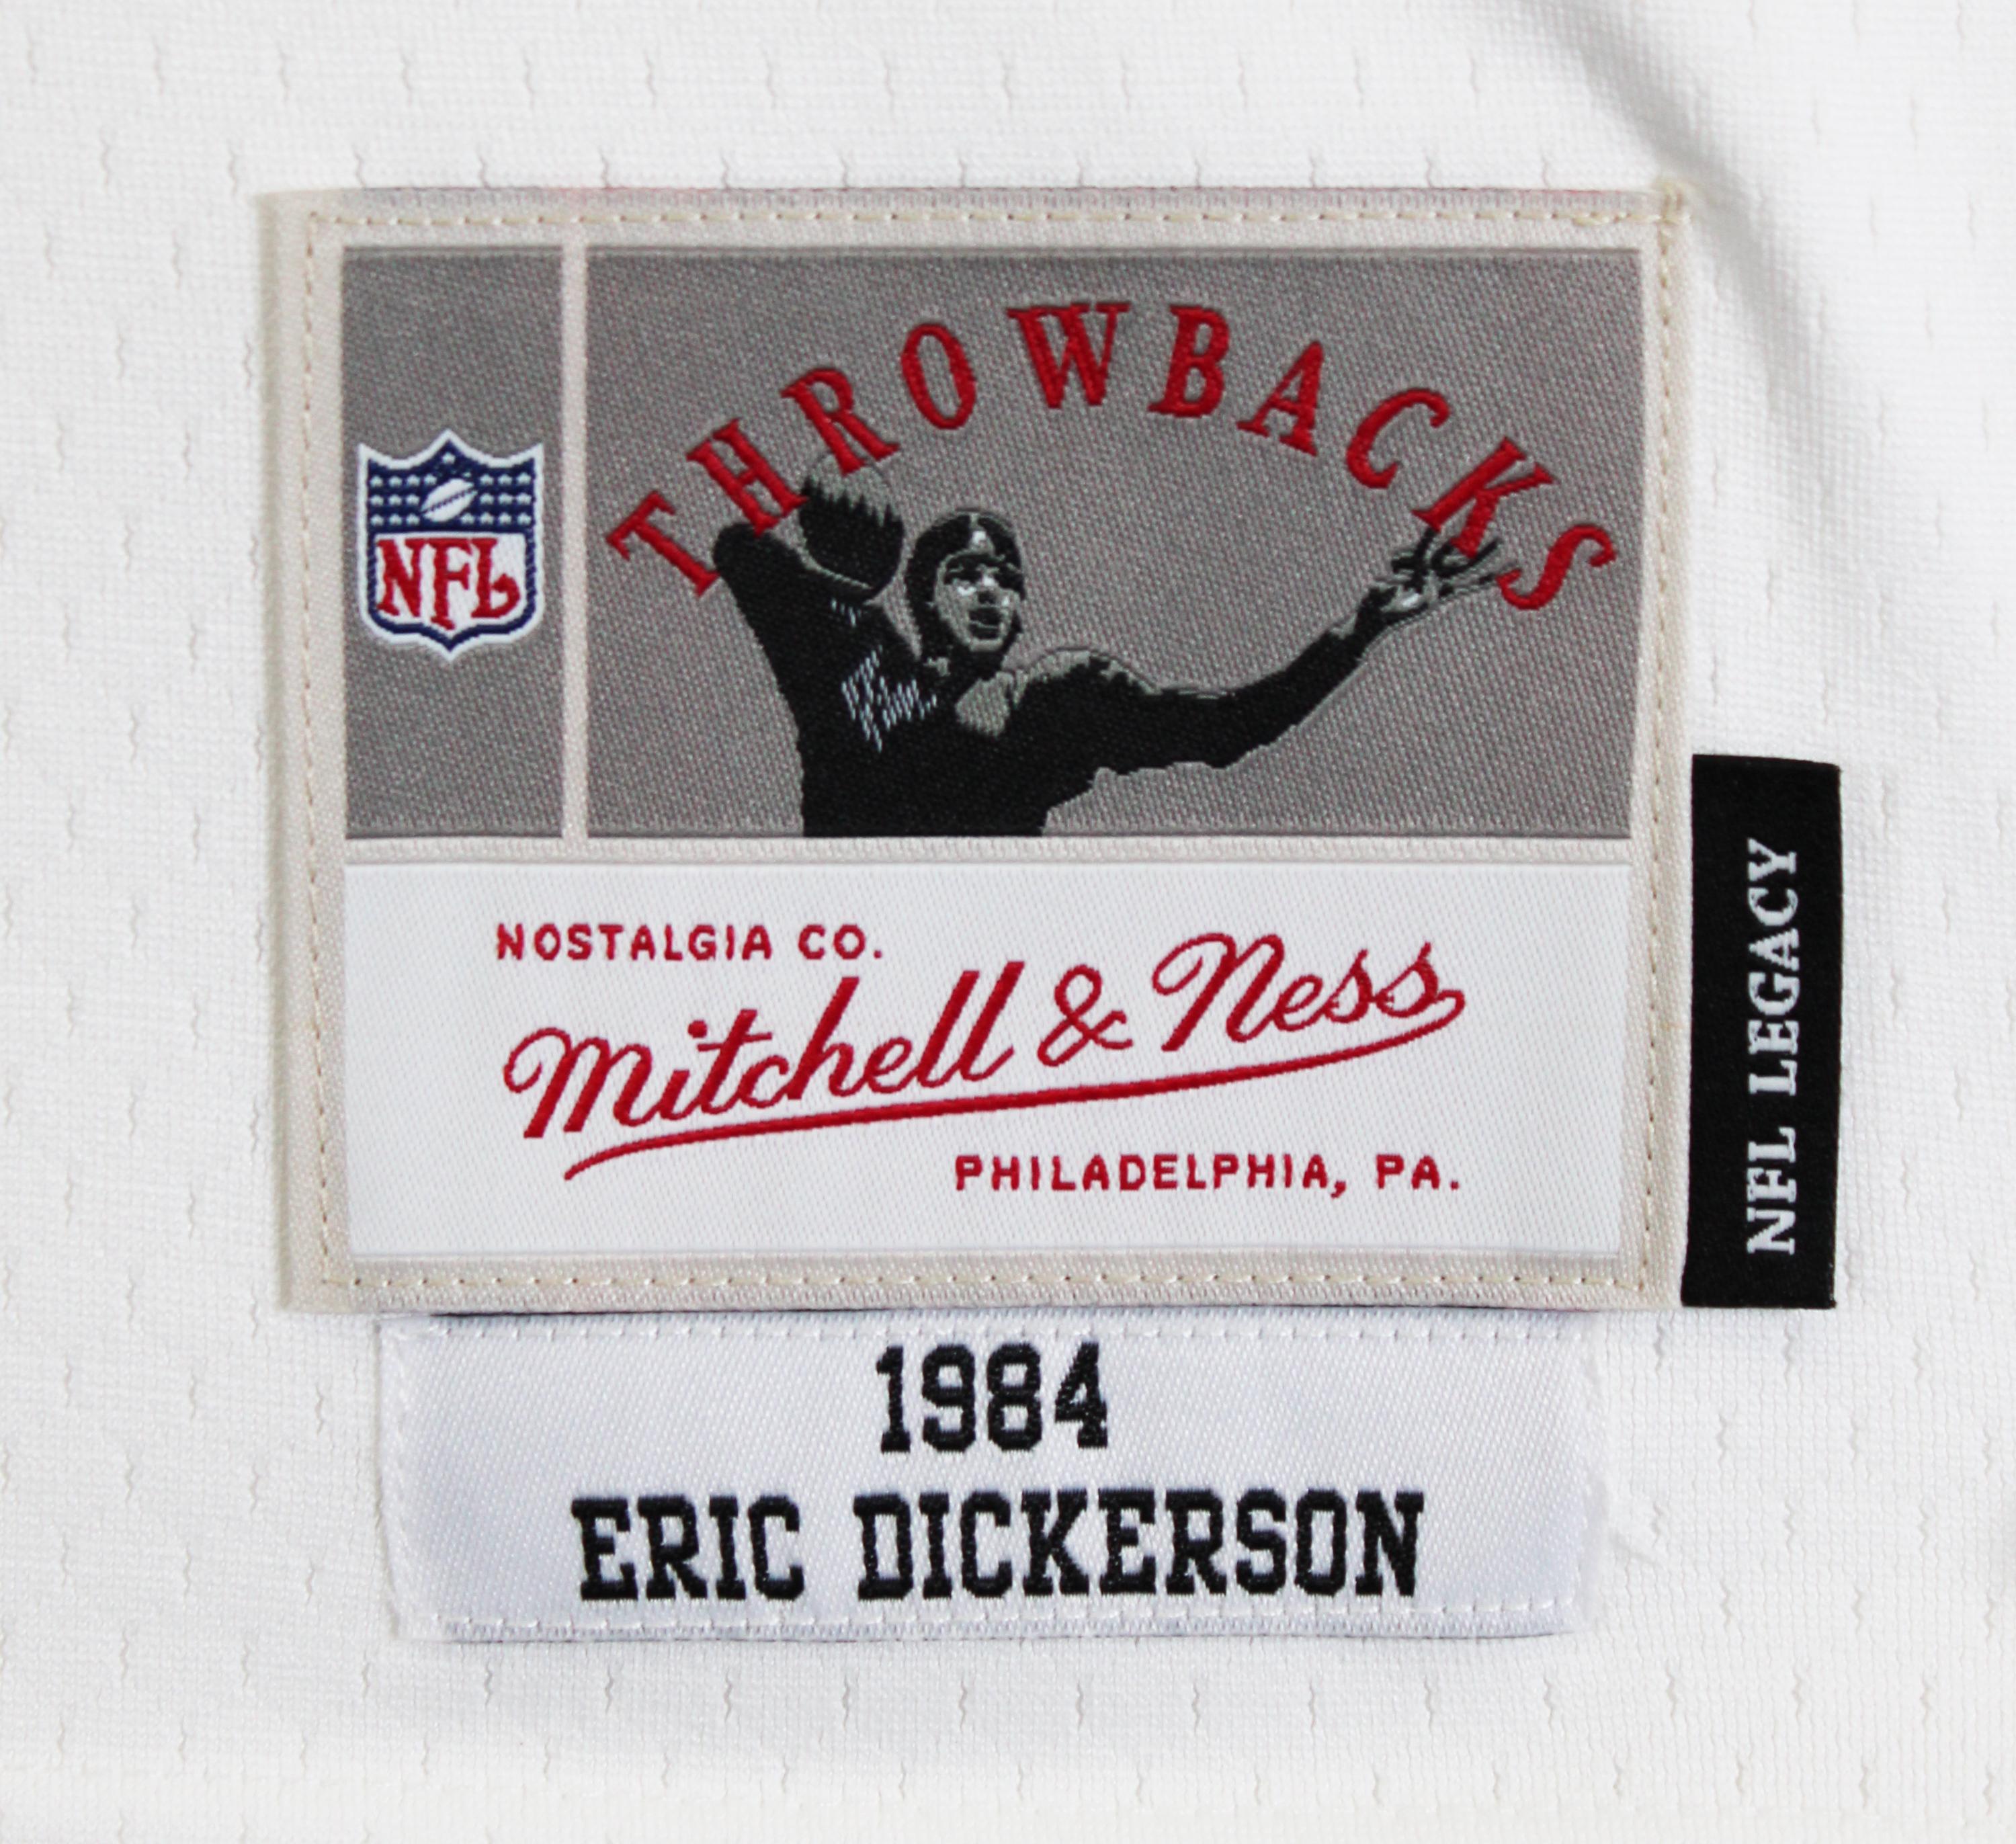 THROWBACKS
NFL
NOSTALGIA CO.
Mitchell & Ness
PHILADELPHIA, PA.
NFL LEGACY
1984
ERIC DICKERSON